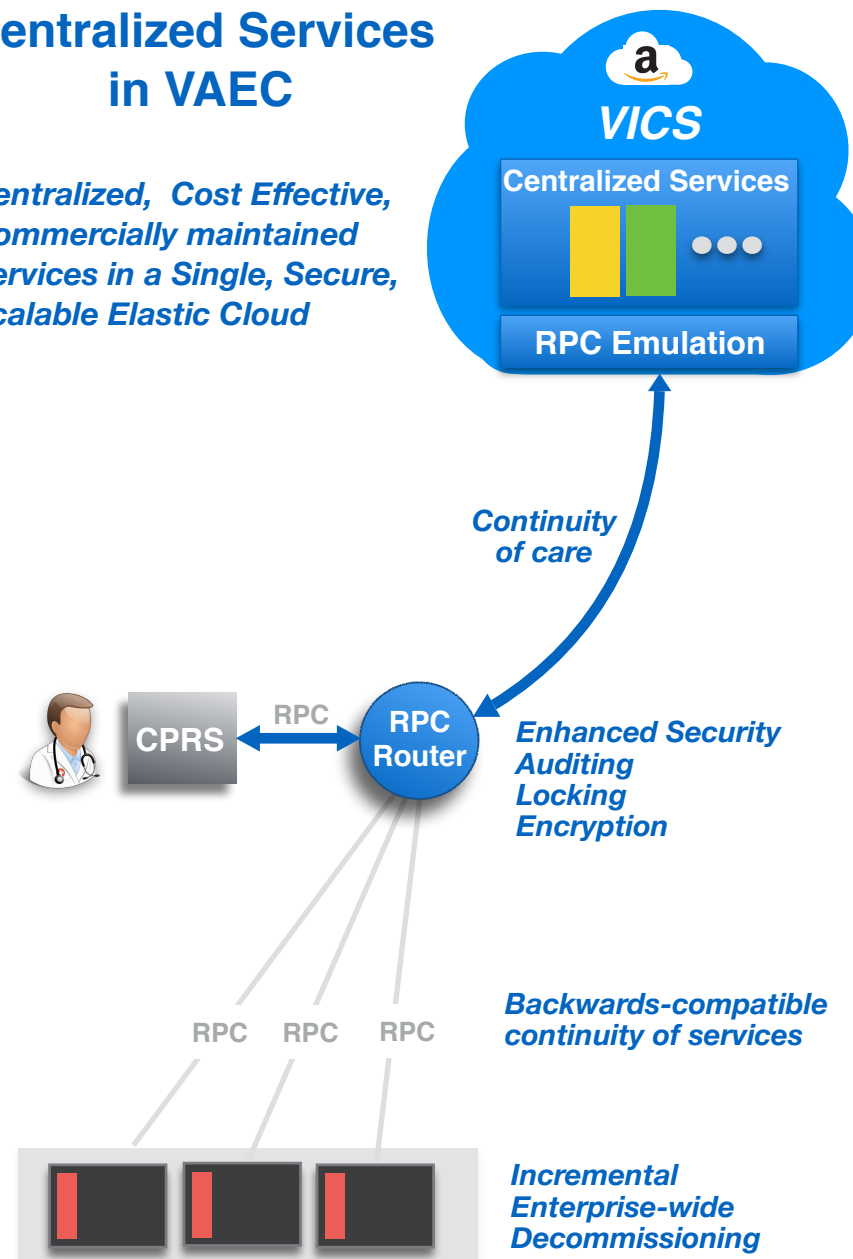 entralized Services
in VAEC
entralized, Cost Effective,
ommercially maintained
ervices in a Single, Secure,
calable Elastic Cloud
a
VICS
Centralized Services
RPC Emulation
Continuity
of care
CPRS
RPC
RPC
Router
Enhanced Security
Auditing
Locking
Encryption
RPC RPC RPC
Backwards-compatible
continuity of services
Incremental
Enterprise-wide
Decommissioning